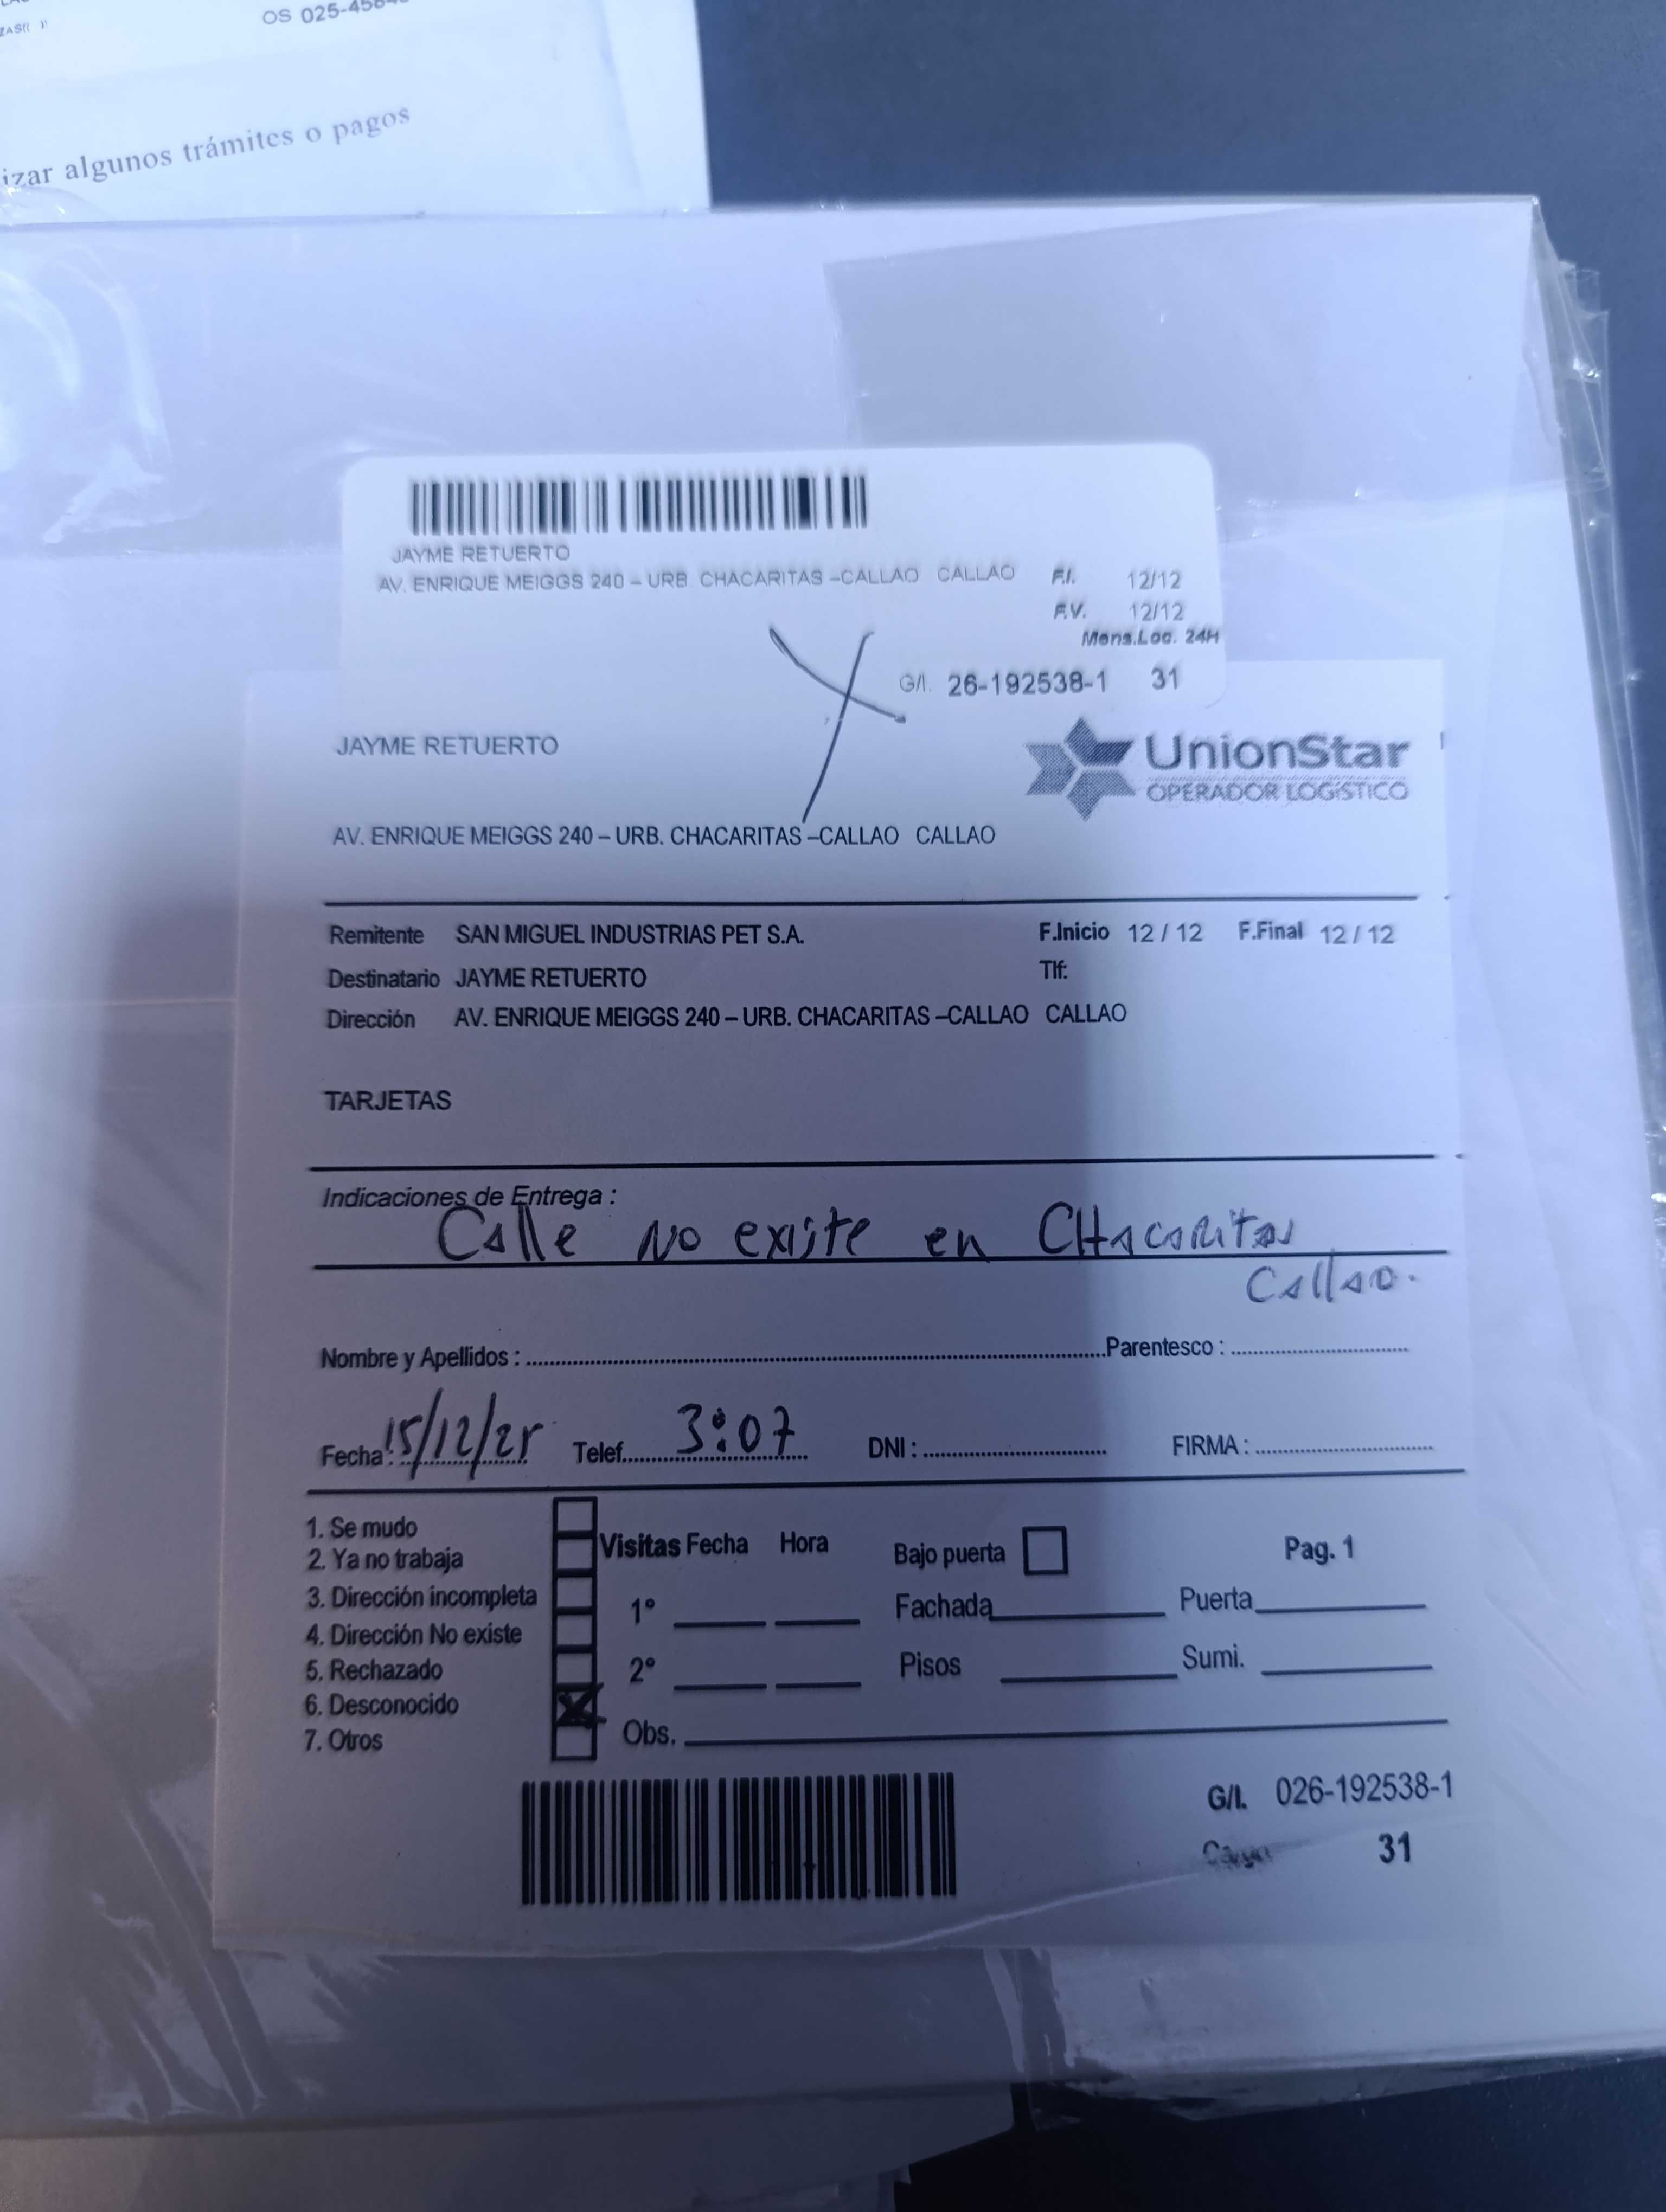 OS 025-4584
izar algunos trámites o pagos
JAYME RETUERTO
AV. ENRIQUE MEIGGS 240 – URB. CHACARITAS –CALLAO CALLAO F.I. 12/12
F.V. 12/12
Mens.Loc. 24H
G/I. 26-192538-1 31
JAYME RETUERTO
UnionStar
OPERADOR LOGÍSTICO
AV. ENRIQUE MEIGGS 240 – URB. CHACARITAS –CALLAO CALLAO
Remitente SAN MIGUEL INDUSTRIAS PET S.A. F.Inicio 12 / 12 F.Final 12 / 12
Destinatario JAYME RETUERTO Tlf:
Dirección AV. ENRIQUE MEIGGS 240 – URB. CHACARITAS –CALLAO CALLAO
TARJETAS
Indicaciones de Entrega :
Calle No existe en CHacaritas
Callao.
Nombre y Apellidos : Parentesco :
Fecha: 15/12/25 Telef. 3:07 DNI : FIRMA :
1. Se mudo
2. Ya no trabaja
3. Dirección incompleta
4. Dirección No existe
5. Rechazado
6. Desconocido X
7. Otros
Visitas Fecha Hora
1°
2°
Obs.
Bajo puerta Pag. 1
Fachada Puerta
Pisos Sumi.
G/I. 026-192538-1
Cargo 31